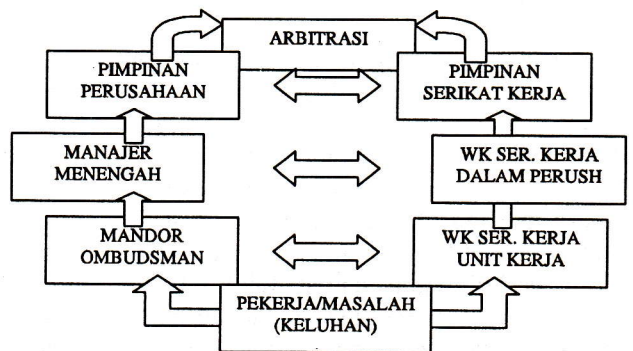 ARBITRASI
PIMPINAN
PERUSAHAAN
PIMPINAN
SERIKAT KERJA
MANAJER
MENENGAH
WK SER. KERJA
DALAM PERUSH
MANDOR
OMBUDSMAN
WK SER. KERJA
UNIT KERJA
PEKERJA/MASALAH
(KELUHAN)